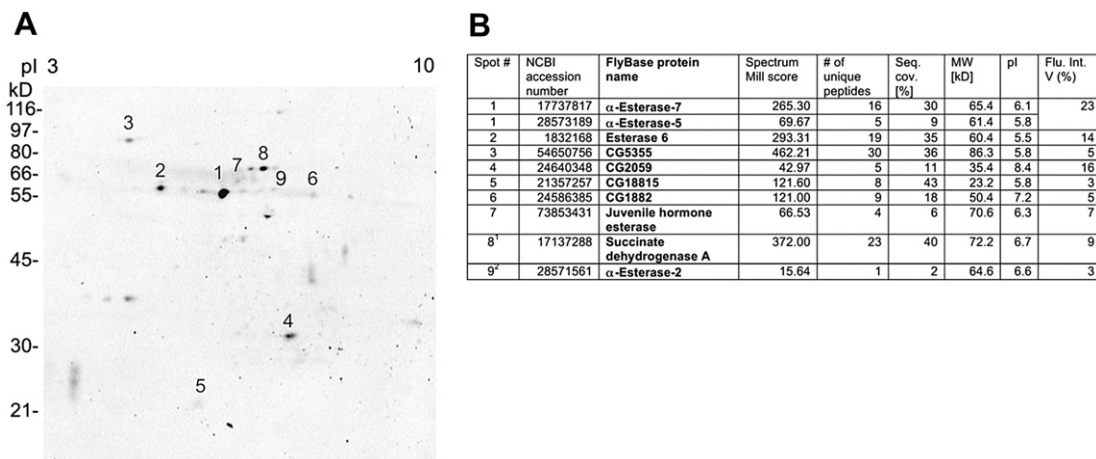 A
B
pI 3 10
kD
116-
97-
80-
66-
55-
45-
30-
21-
3
8
7
2
1
9
6
4
5
Spot # NCBI accession number FlyBase protein name Spectrum Mill score # of unique peptides Seq. cov. [%] MW [kD] pI Flu. Int. V (%)
1 17737817 α-Esterase-7 265.30 16 30 65.4 6.1 23
1 28573189 α-Esterase-5 69.67 5 9 61.4 5.8
2 1832168 Esterase 6 293.31 19 35 60.4 5.5 14
3 54650756 CG5355 462.21 30 36 86.3 5.8 5
4 24640348 CG2059 42.97 5 11 35.4 8.4 16
5 21357257 CG18815 121.60 8 43 23.2 5.8 3
6 24586385 CG1882 121.00 9 18 50.4 7.2 5
7 73853431 Juvenile hormone esterase 66.53 4 6 70.6 6.3 7
8¹ 17137288 Succinate dehydrogenase A 372.00 23 40 72.2 6.7 9
9² 28571561 α-Esterase-2 15.64 1 2 64.6 6.6 3